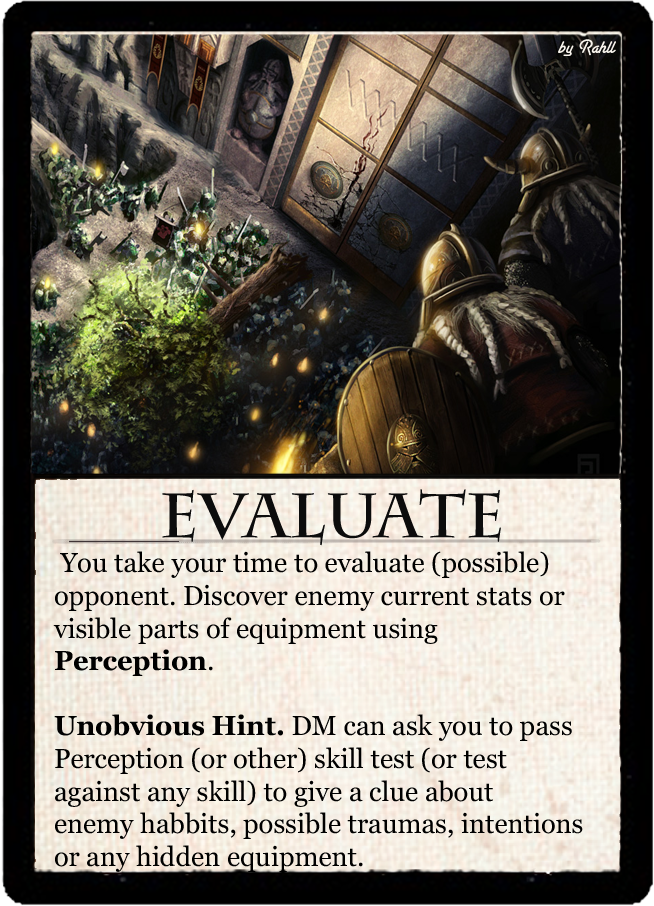 by Rahll
EVALUATE
You take your time to evaluate (possible)
opponent. Discover enemy current stats or
visible parts of equipment using
Perception.
Unobvious Hint. DM can ask you to pass
Perception (or other) skill test (or test
against any skill) to give a clue about
enemy habbits, possible traumas, intentions
or any hidden equipment.